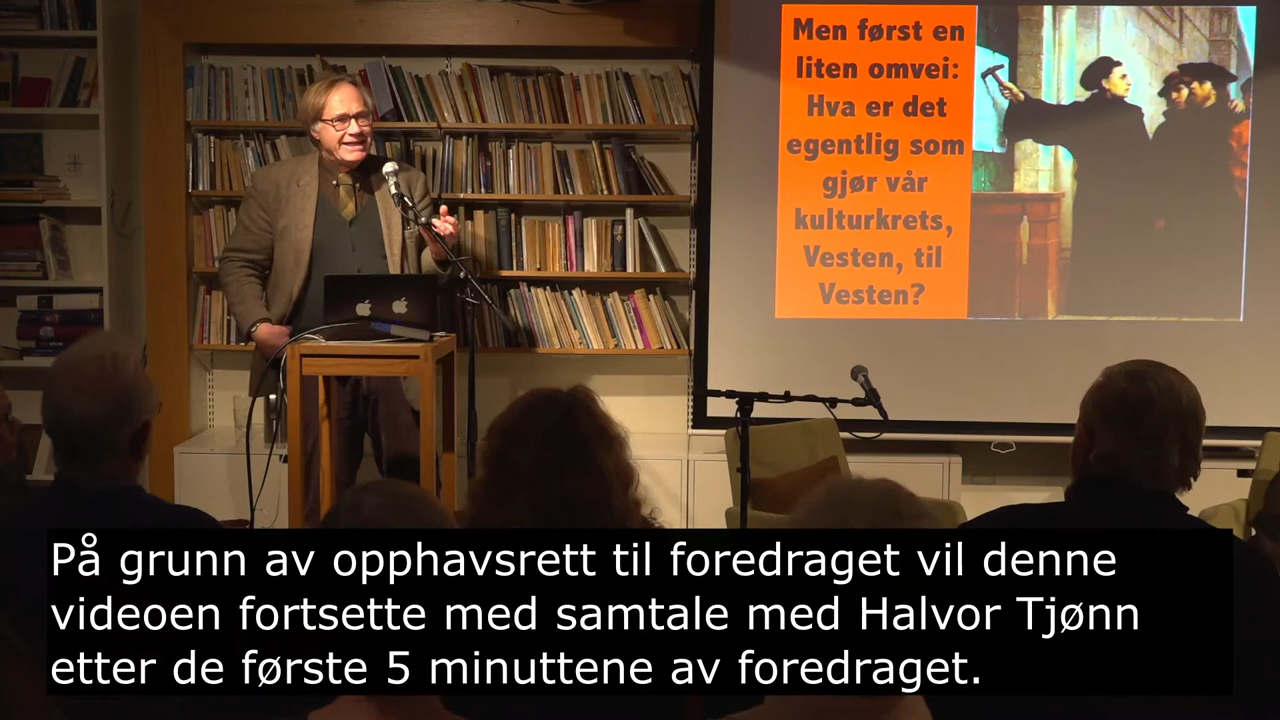 Men først en
liten omvei:
Hva er det
egentlig som
gjør vår
kulturkrets,
Vesten, til
Vesten?
På grunn av opphavsrett til foredraget vil denne
videoen fortsette med samtale med Halvor Tjønn
etter de første 5 minuttene av foredraget.